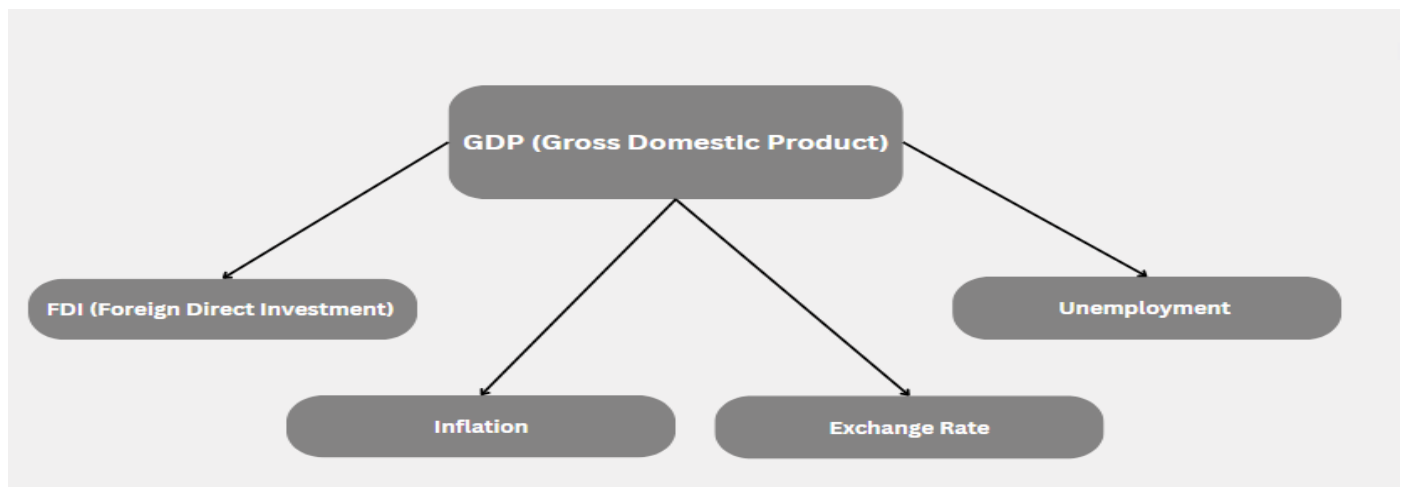 GDP (Gross Domestic Product)
FDI (Foreign Direct Investment)
Unemployment
Inflation
Exchange Rate